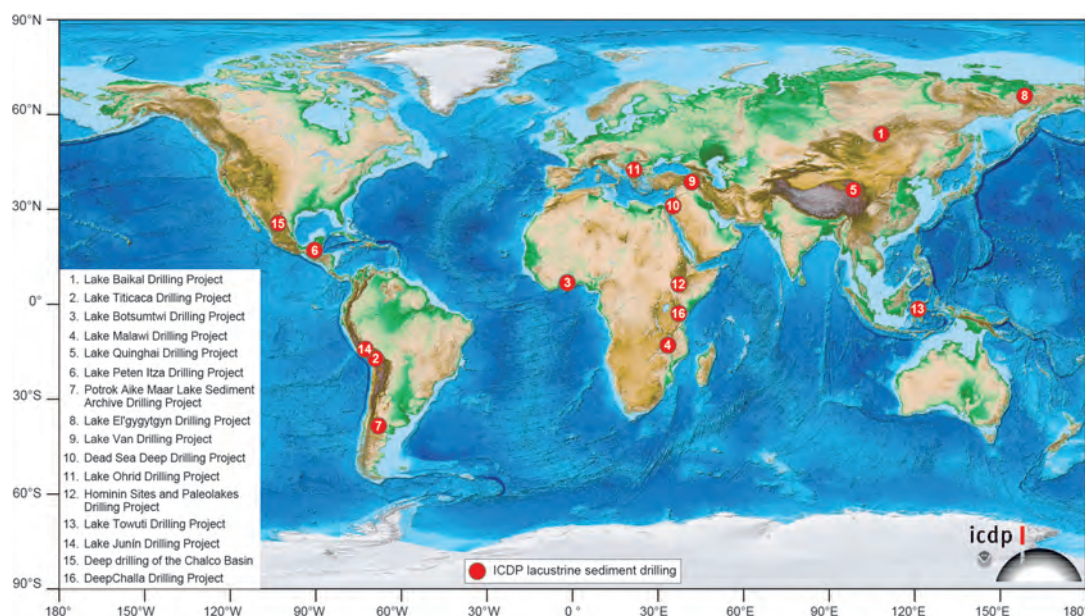 90°N
60°N
30°N
0°
30°S
60°S
90°S
8
1
11
9
5
10
15
6
3
12
16
13
14
2
4
7
1. Lake Baikal Drilling Project
2. Lake Titicaca Drilling Project
3. Lake Botsumtwi Drilling Project
4. Lake Malawi Drilling Project
5. Lake Quinghai Drilling Project
6. Lake Peten Itza Drilling Project
7. Potrok Aike Maar Lake Sediment
Archive Drilling Project
8. Lake El'gygytgyn Drilling Project
9. Lake Van Drilling Project
10. Dead Sea Deep Drilling Project
11. Lake Ohrid Drilling Project
12. Hominin Sites and Paleolakes
Drilling Project
13. Lake Towuti Drilling Project
14. Lake Junín Drilling Project
15. Deep drilling of the Chalco Basin
16. DeepChalla Drilling Project
ICDP lacustrine sediment drilling
icdp
180° 150°W 120°W 90°W 60°W 30°W 0° 30°E 60°E 90°E 120°E 150°E 180°